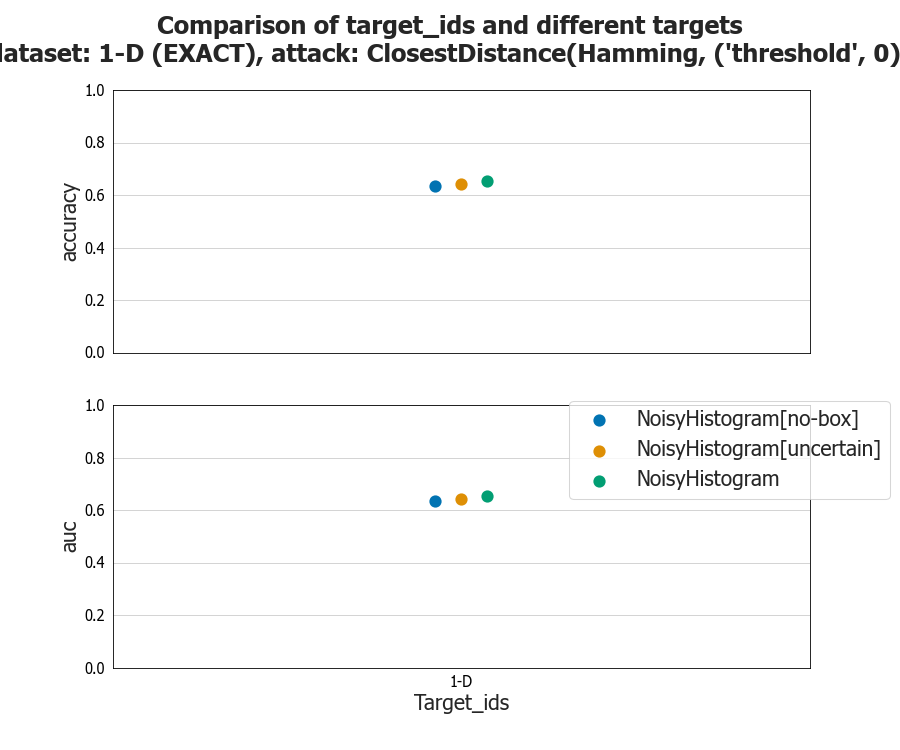 Comparison of target_ids and different targets
dataset: 1-D (EXACT), attack: ClosestDistance(Hamming, ('threshold', 0)
1.0
0.8
0.6
0.4
0.2
0.0
accuracy
1.0
0.8
0.6
0.4
0.2
0.0
auc
NoisyHistogram[no-box]
NoisyHistogram[uncertain]
NoisyHistogram
1-D
Target_ids